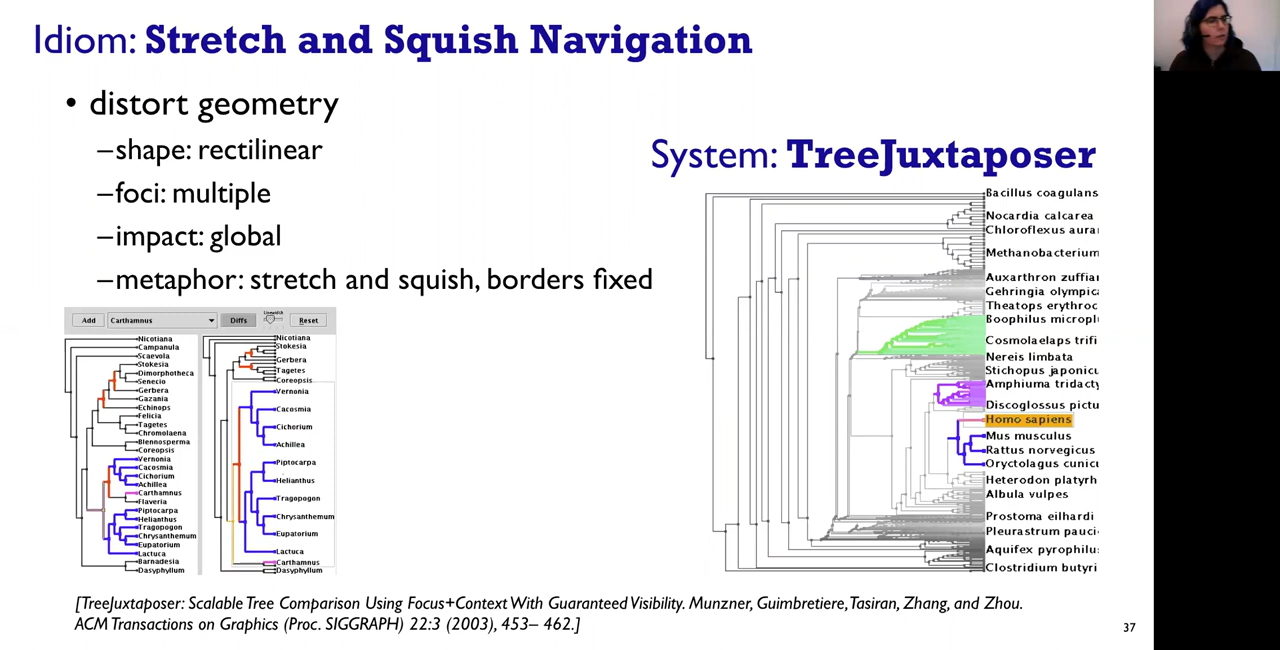 Idiom: Stretch and Squish Navigation
• distort geometry
–shape: rectilinear
–foci: multiple
–impact: global
–metaphor: stretch and squish, borders fixed
System: TreeJuxtaposer
Add Carthamnus Diffs Linewidth Reset
Nicotiana
Campanula
Scaevola
Stokesia
Dimorphotheca
Senecio
Gerbera
Gazania
Echinops
Felicia
Tagetes
Chromolaena
Blennosperma
Coreopsis
Vernonia
Cacosmia
Cichorium
Achillea
Carthamnus
Flaveria
Piptocarpa
Helianthus
Tragopogon
Chrysanthemum
Eupatorium
Lactuca
Barnadesia
Dasyphyllum
Nicotiana
Stokesia
Gerbera
Tagetes
Coreopsis
Vernonia
Cacosmia
Cichorium
Achillea
Piptocarpa
Helianthus
Tragopogon
Chrysanthemum
Eupatorium
Lactuca
Carthamnus
Dasyphyllum
Bacillus coagulans
Nocardia calcarea
Chloroflexus aura
Methanobacterium
Auxarthron zuffia
Gehringia olympic
Theatops erythroc
Boophilus micropl
Cosmolaelaps trifi
Nereis limbata
Stichopus japonicu
Amphiuma tridacty
Discoglossus pictu
Homo sapiens
Mus musculus
Rattus norvegicus
Oryctolagus cunicu
Heterodon platyrh
Albula vulpes
Prostoma eilhardi
Pleurastrum pauci
Aquifex pyrophilu
Clostridium butyri
[TreeJuxtaposer: Scalable Tree Comparison Using Focus+Context With Guaranteed Visibility. Munzner, Guimbretiere, Tasiran, Zhang, and Zhou.
ACM Transactions on Graphics (Proc. SIGGRAPH) 22:3 (2003), 453– 462.]
37